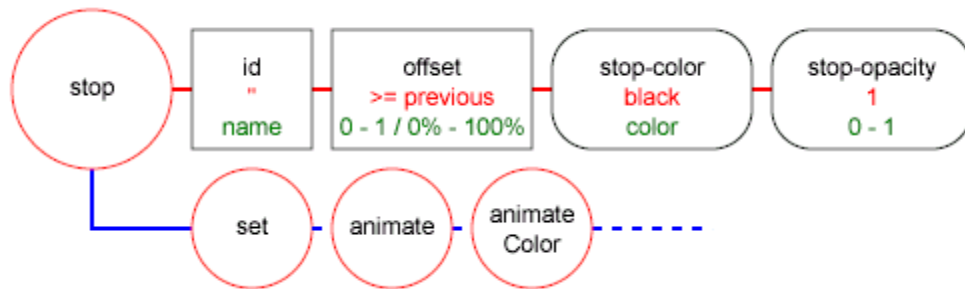 stop
id
"
name
offset
>= previous
0 - 1 / 0% - 100%
stop-color
black
color
stop-opacity
1
0 - 1
set
animate
animate
Color